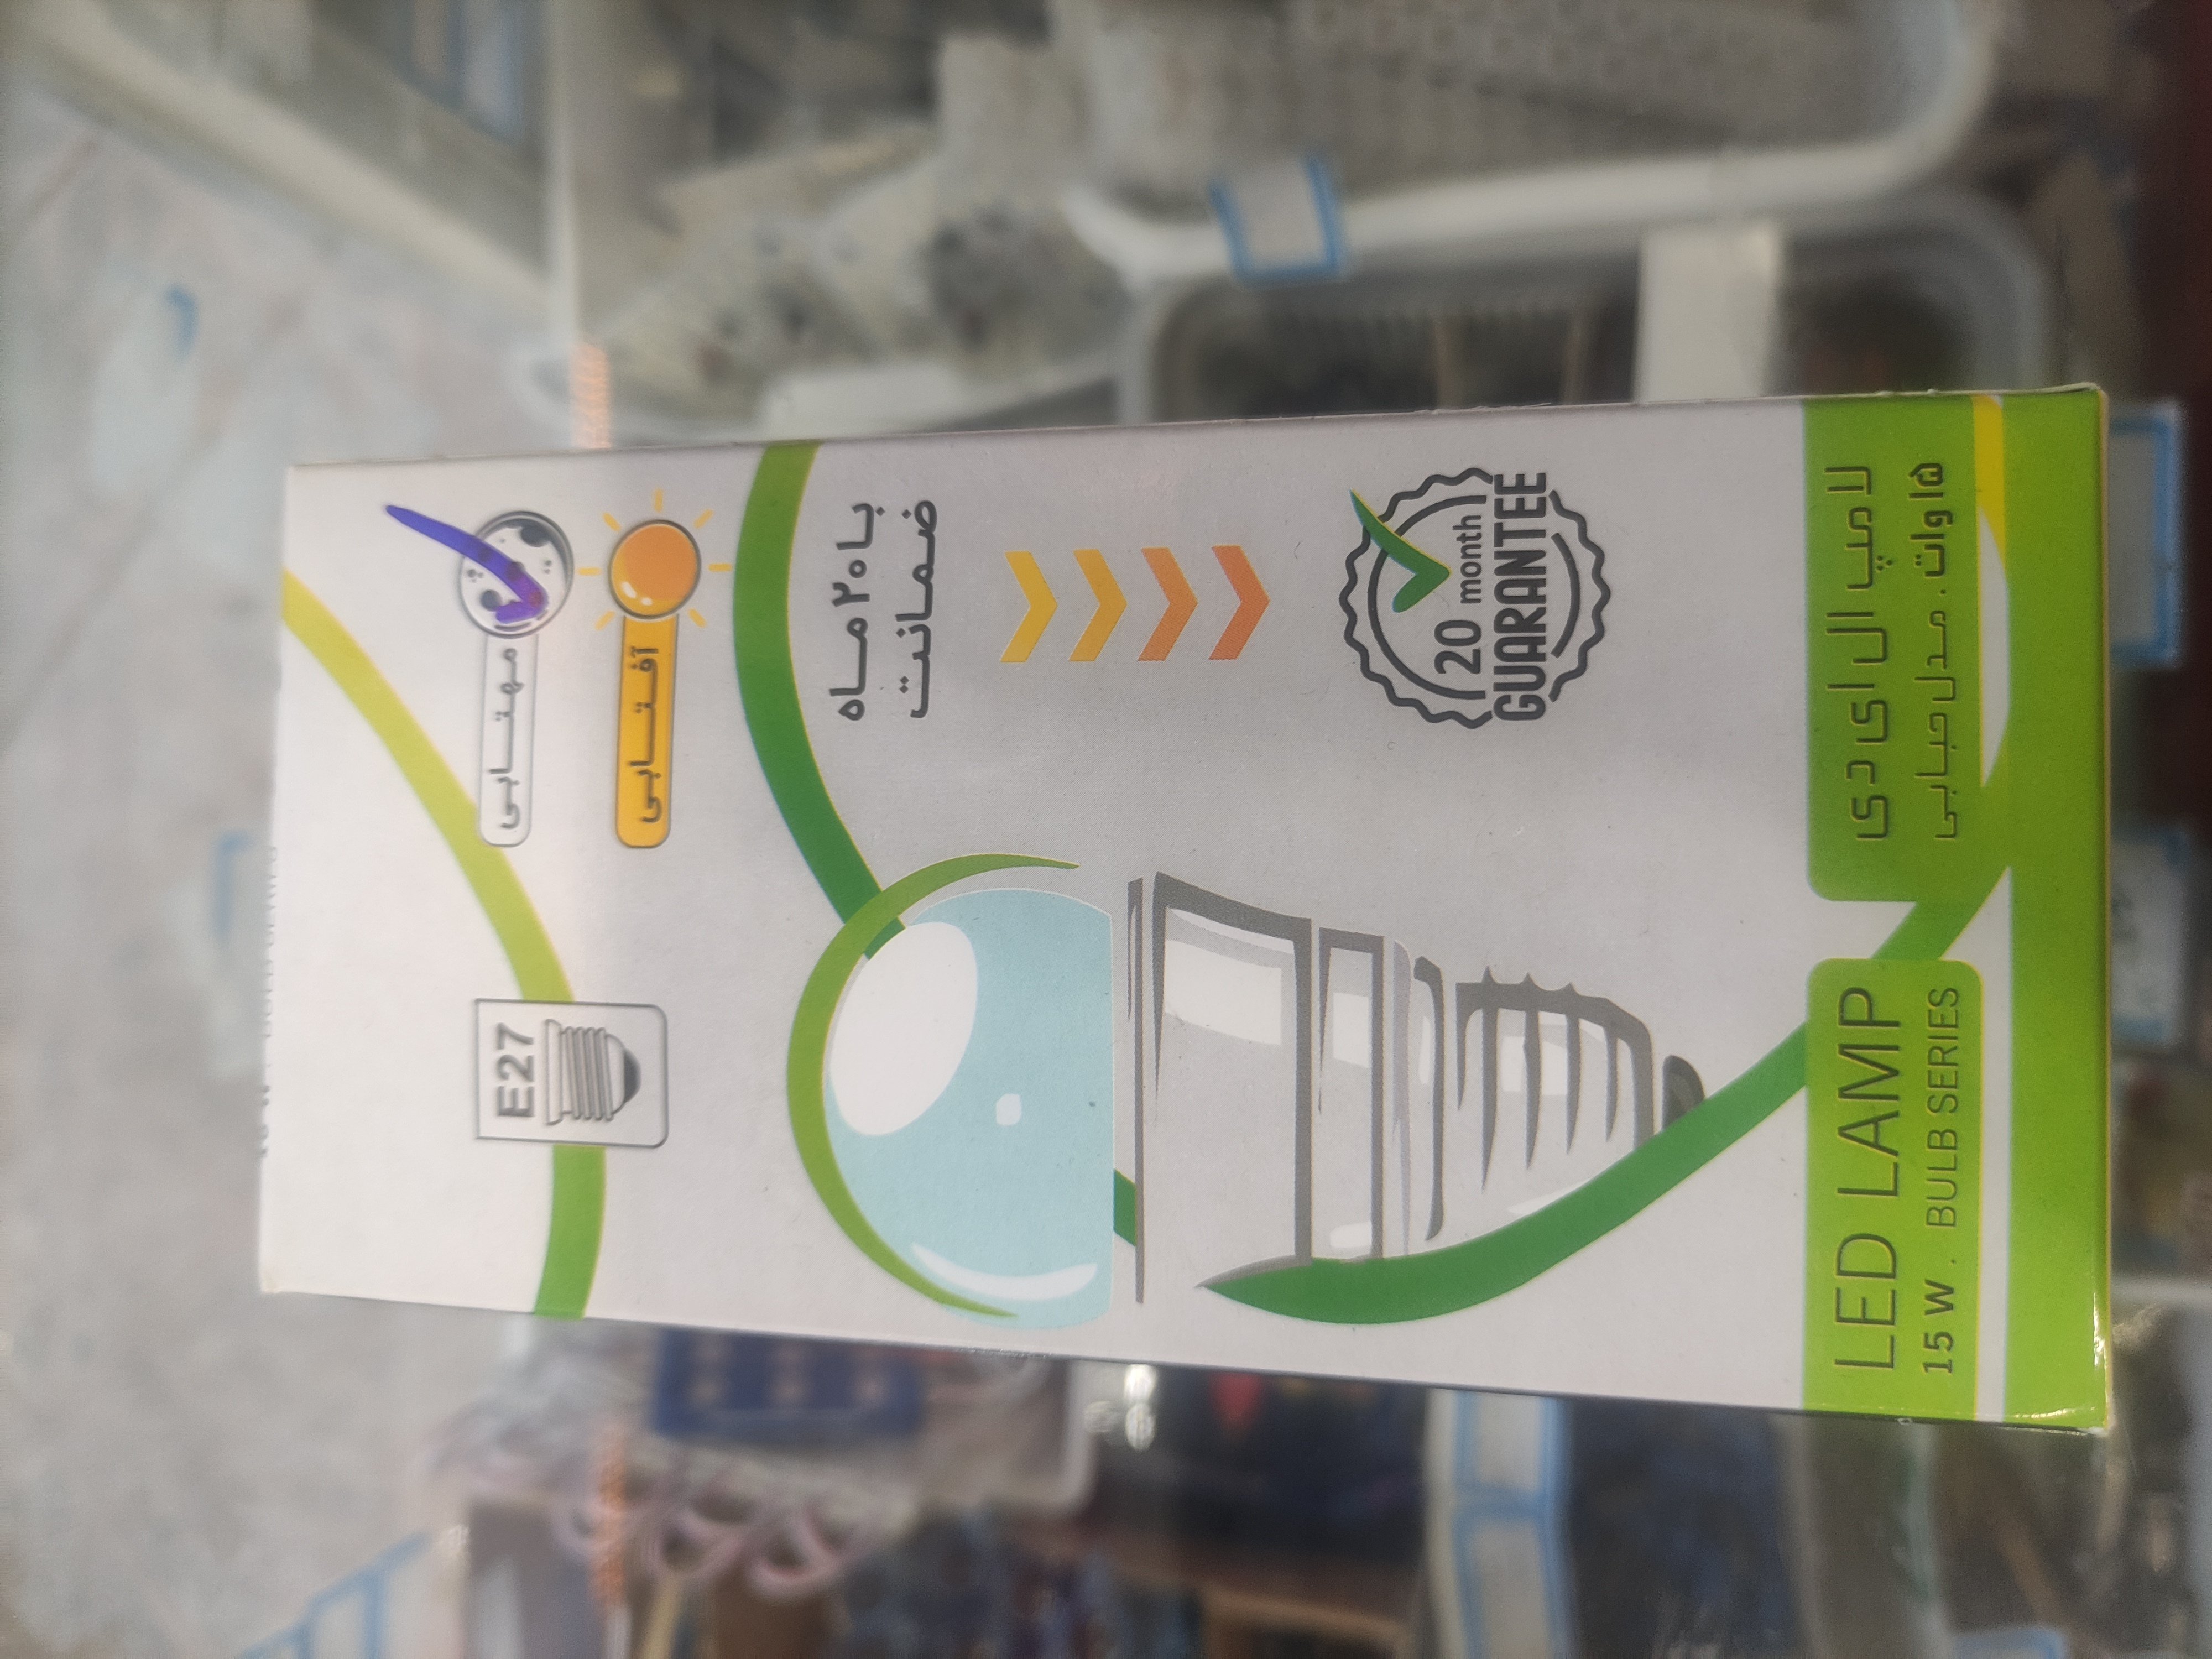 مهتابی
آفتابی
E27
با ۲۰ ماه
ضمانت
20 month
GUARANTEE
LED LAMP
15 W . BULB SERIES
لامپ ال ای دی
۱۵ وات . مدل حبابی